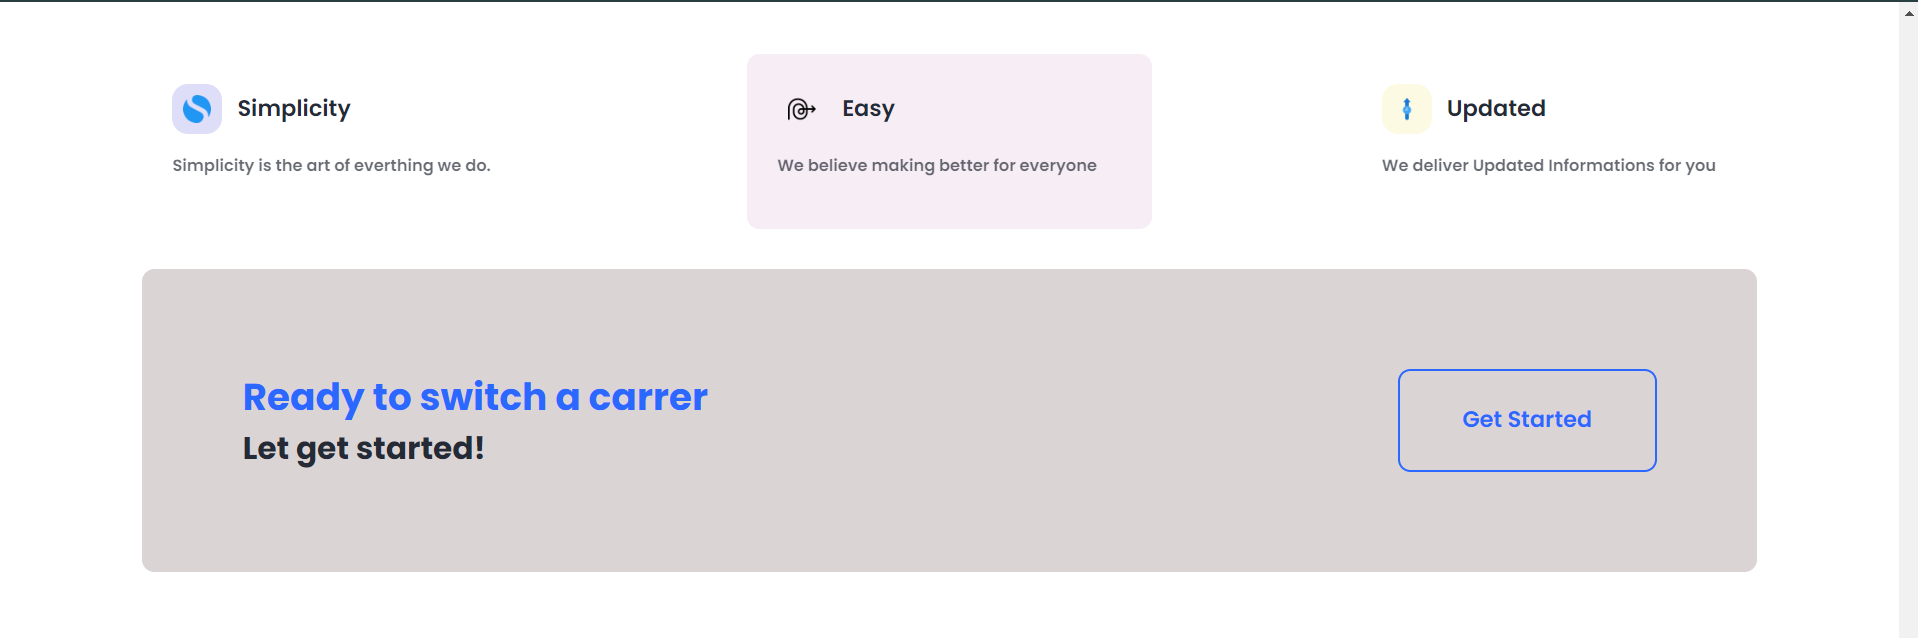 Simplicity
Simplicity is the art of everthing we do.
Easy
We believe making better for everyone
Updated
We deliver Updated Informations for you
Ready to switch a carrer
Let get started!
Get Started